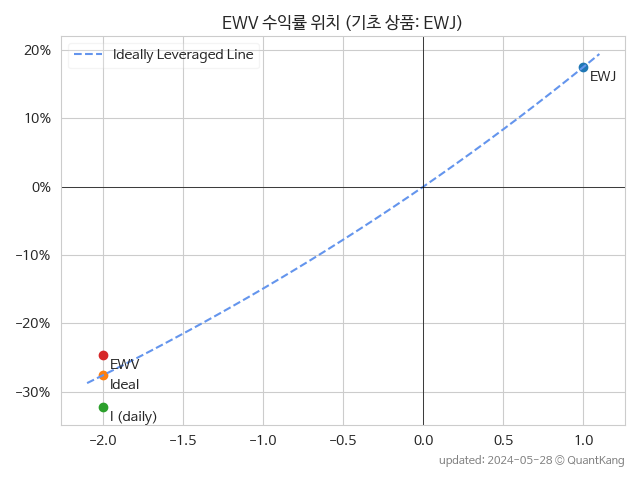 EWV 수익률 위치 (기초 상품: EWJ)
Ideally Leveraged Line
20%
10%
0%
−10%
−20%
−30%
EWJ
EWV
Ideal
I (daily)
−2.0 −1.5 −1.0 −0.5 0.0 0.5 1.0
updated: 2024-05-28 © QuantKang